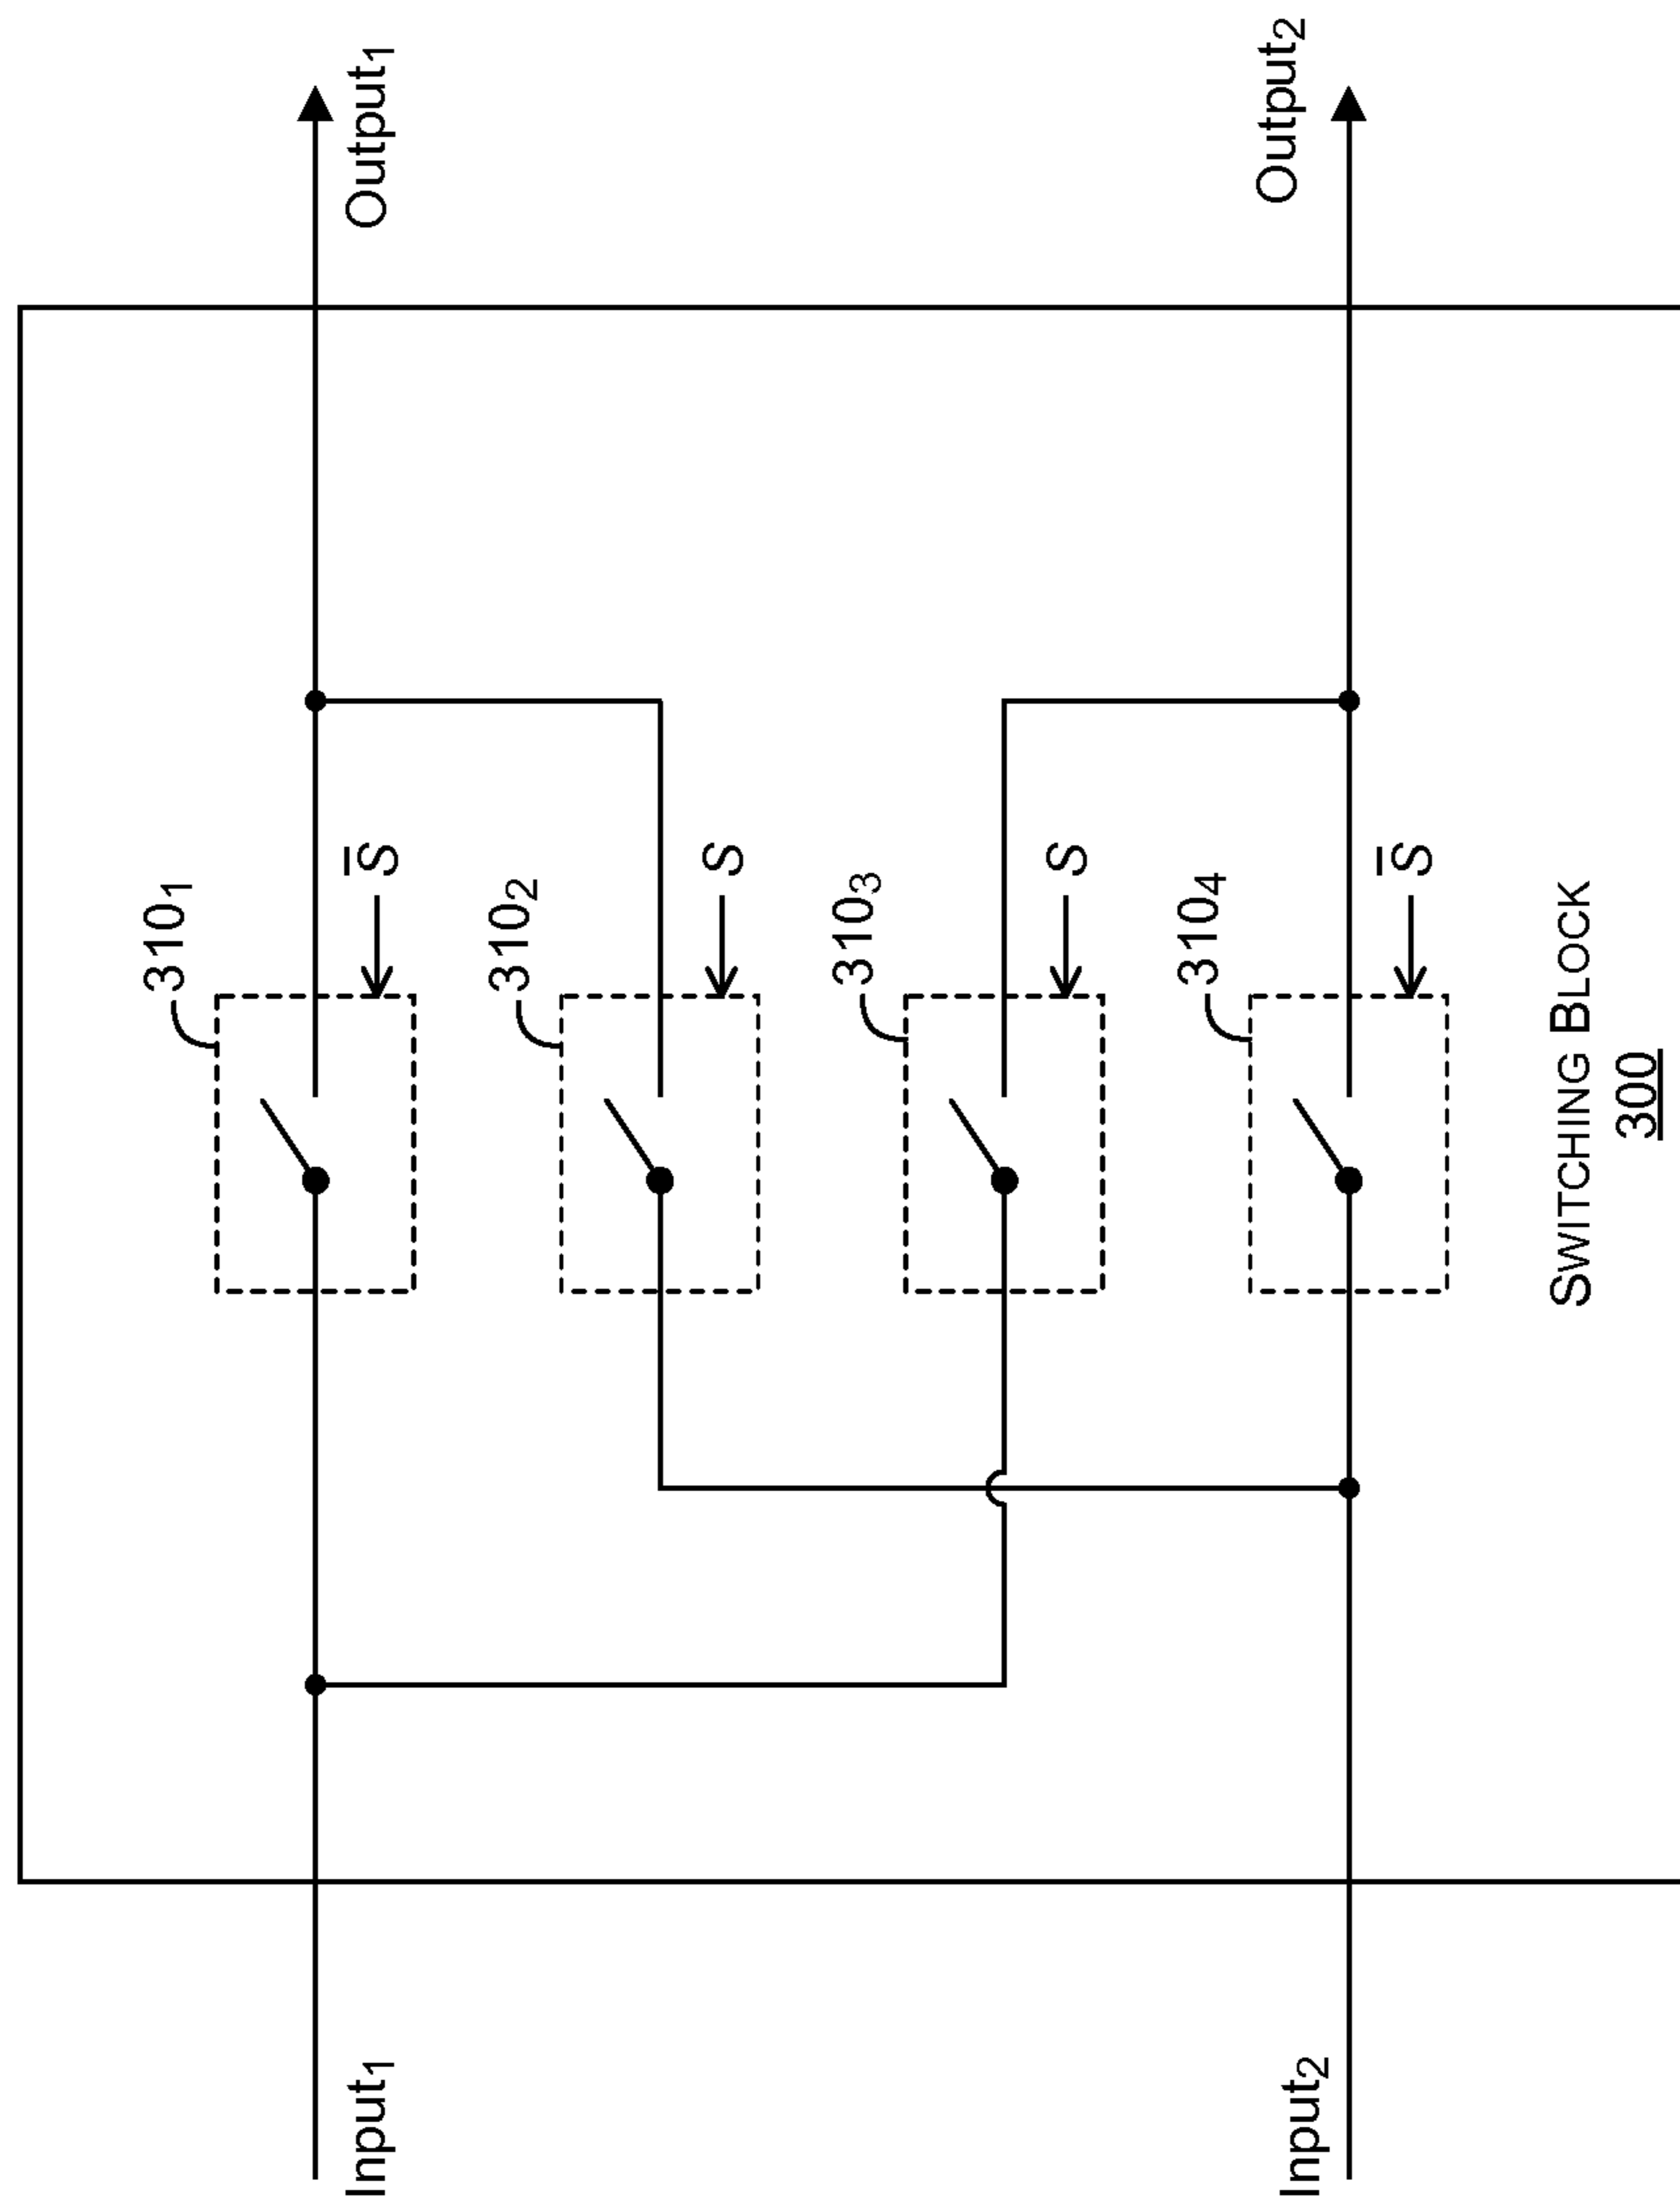 310₁
S̅
Input₁
Output₁
310₂
S
310₃
S
310₄
S̅
Input₂
Output₂
SWITCHING BLOCK
300